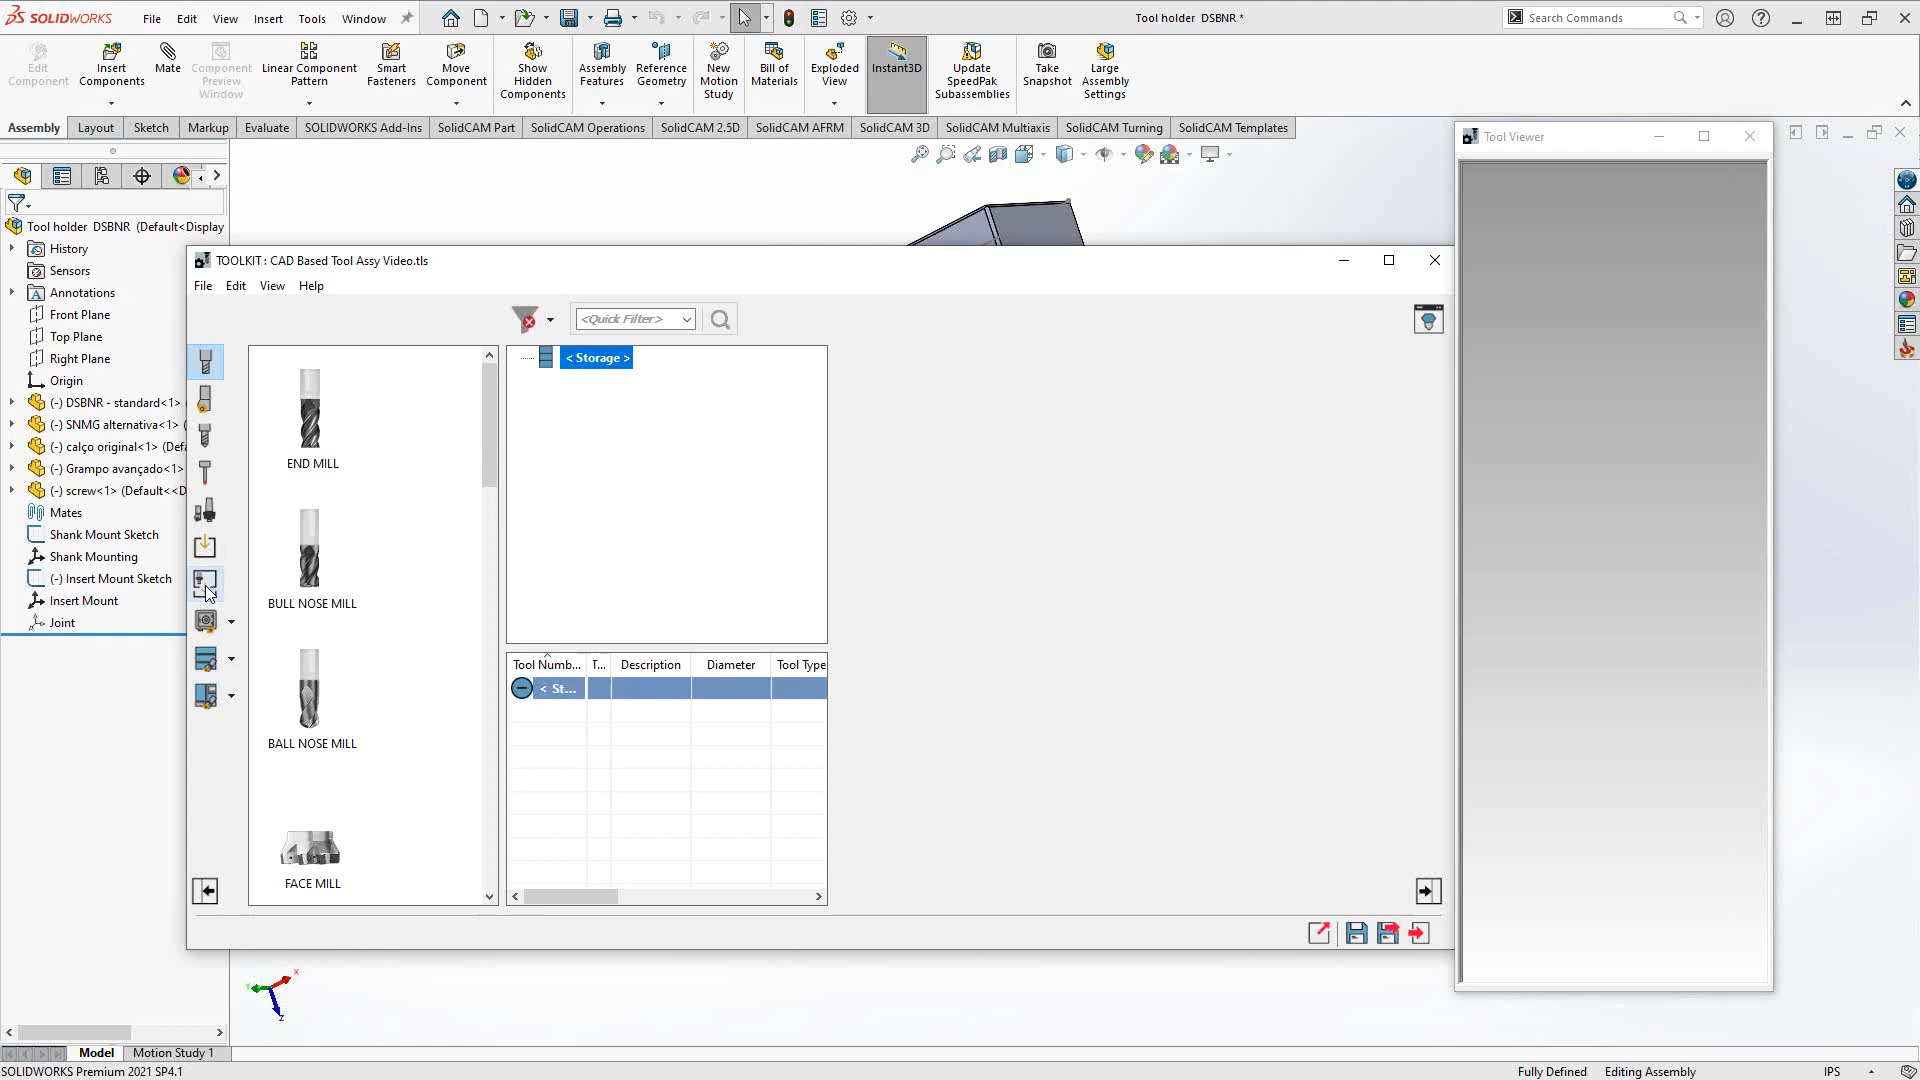 SOLIDWORKS File Edit View Insert Tools Window Tool holder DSBNR * Search Commands
Edit Component
Insert Components
Mate
Component Preview Window
Linear Component Pattern
Smart Fasteners
Move Component
Show Hidden Components
Assembly Features
Reference Geometry
New Motion Study
Bill of Materials
Exploded View
Instant3D
Update SpeedPak Subassemblies
Take Snapshot
Large Assembly Settings
Assembly Layout Sketch Markup Evaluate SOLIDWORKS Add-Ins SolidCAM Part SolidCAM Operations SolidCAM 2.5D SolidCAM AFRM SolidCAM 3D SolidCAM Multiaxis SolidCAM Turning SolidCAM Templates
Tool Viewer
Tool holder DSBNR (Default<Display
History
Sensors
Annotations
Front Plane
Top Plane
Right Plane
Origin
(-) DSBNR - standard<1>
(-) SNMG alternativa<1> (
(-) calço original<1> (Defa
(-) Grampo avançado<1>
(-) screw<1> (Default<<D
Mates
Shank Mount Sketch
Shank Mounting
(-) Insert Mount Sketch
Insert Mount
Joint
TOOLKIT : CAD Based Tool Assy Video.tls
File Edit View Help
<Quick Filter>
END MILL
BULL NOSE MILL
BALL NOSE MILL
FACE MILL
< Storage >
Tool Numb... T... Description Diameter Tool Type
< St...
X
Y
Z
Model Motion Study 1
SOLIDWORKS Premium 2021 SP4.1 Fully Defined Editing Assembly IPS